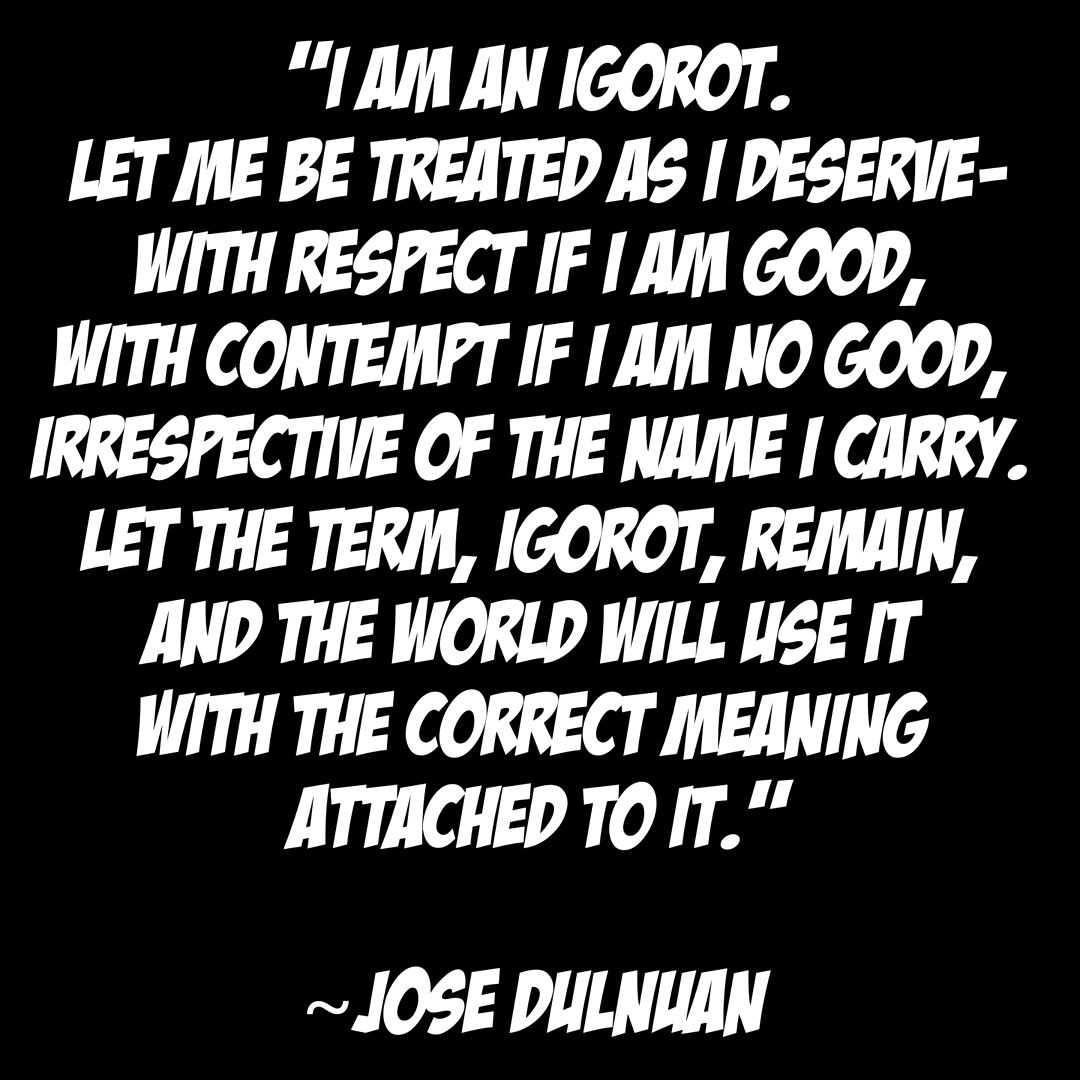 "I AM AN IGOROT.
LET ME BE TREATED AS I DESERVE-
WITH RESPECT IF I AM GOOD,
WITH CONTEMPT IF I AM NO GOOD,
IRRESPECTIVE OF THE NAME I CARRY.
LET THE TERM, IGOROT, REMAIN,
AND THE WORLD WILL USE IT
WITH THE CORRECT MEANING
ATTACHED TO IT."
~JOSE DULNUAN